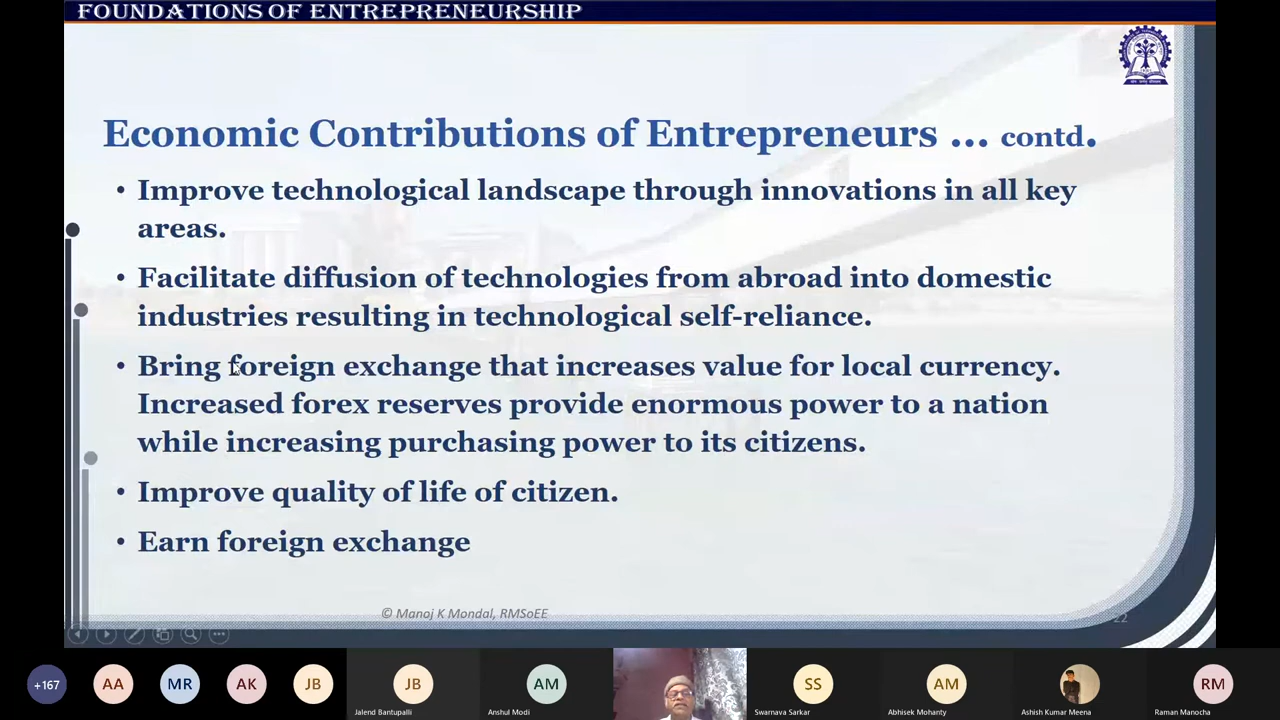 FOUNDATIONS OF ENTREPRENEURSHIP
Economic Contributions of Entrepreneurs ... contd.
• Improve technological landscape through innovations in all key
areas.
• Facilitate diffusion of technologies from abroad into domestic
industries resulting in technological self-reliance.
• Bring foreign exchange that increases value for local currency.
Increased forex reserves provide enormous power to a nation
while increasing purchasing power to its citizens.
• Improve quality of life of citizen.
• Earn foreign exchange
© Manoj K Mondal, RMSoEE
22
+167 AA MR AK JB JB AM SS AM RM
Jalend Bantupalli Anshul Modi Swarnava Sarkar Abhisek Mohanty Ashish Kumar Meena Raman Manocha